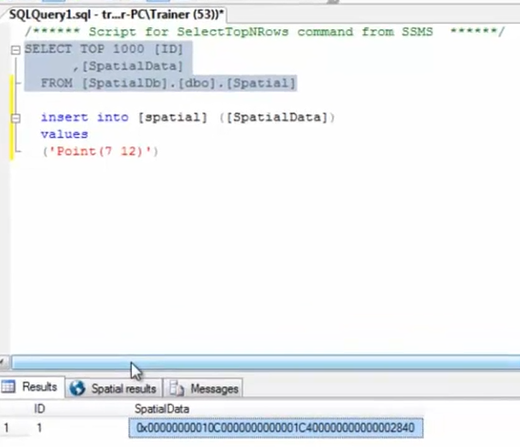 SQLQuery1.sql - tr...r-PC\Trainer (53))*
/****** Script for SelectTopNRows command from SSMS  ******/
SELECT TOP 1000 [ID]
,[SpatialData]
FROM [SpatialDb].[dbo].[Spatial]
insert into [spatial] ([SpatialData])
values
('Point(7 12)')
Results Spatial results Messages
ID SpatialData
1 1 0x00000000010C0000000000001C400000000000002840